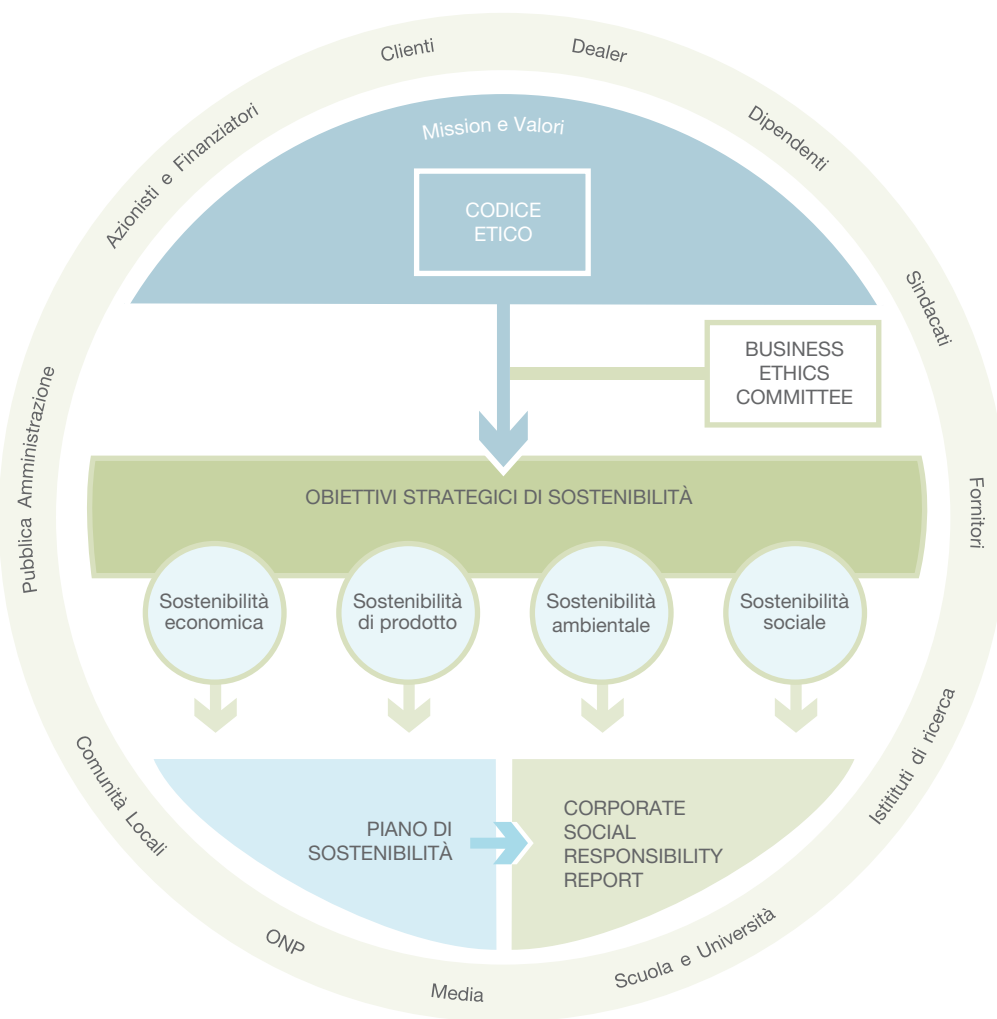 Clienti
Dealer
Dipendenti
Sindacati
Fornitori
Istitituti di ricerca
Scuola e Università
Media
ONP
Comunità Locali
Pubblica Amministrazione
Azionisti e Finanziatori
Mission e Valori
CODICE
ETICO
BUSINESS
ETHICS
COMMITTEE
OBIETTIVI STRATEGICI DI SOSTENIBILITÀ
Sostenibilità
economica
Sostenibilità
di prodotto
Sostenibilità
ambientale
Sostenibilità
sociale
PIANO DI
SOSTENIBILITÀ
CORPORATE
SOCIAL
RESPONSIBILITY
REPORT